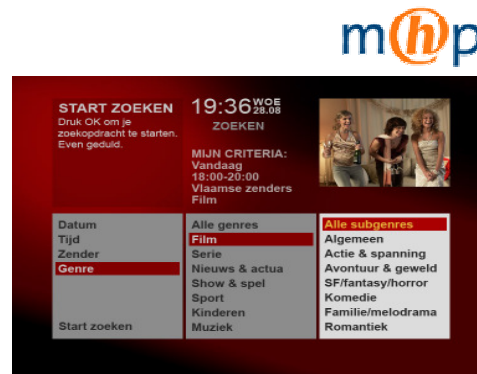 mhp
START ZOEKEN
Druk OK om je
zoekopdracht te starten.
Even geduld.
19:36 WOE 28.08
ZOEKEN
MIJN CRITERIA:
Vandaag
18:00-20:00
Vlaamse zenders
Film
Datum
Tijd
Zender
Genre
Start zoeken
Alle genres
Film
Serie
Nieuws & actua
Show & spel
Sport
Kinderen
Muziek
Alle subgenres
Algemeen
Actie & spanning
Avontuur & geweld
SF/fantasy/horror
Komedie
Familie/melodrama
Romantiek